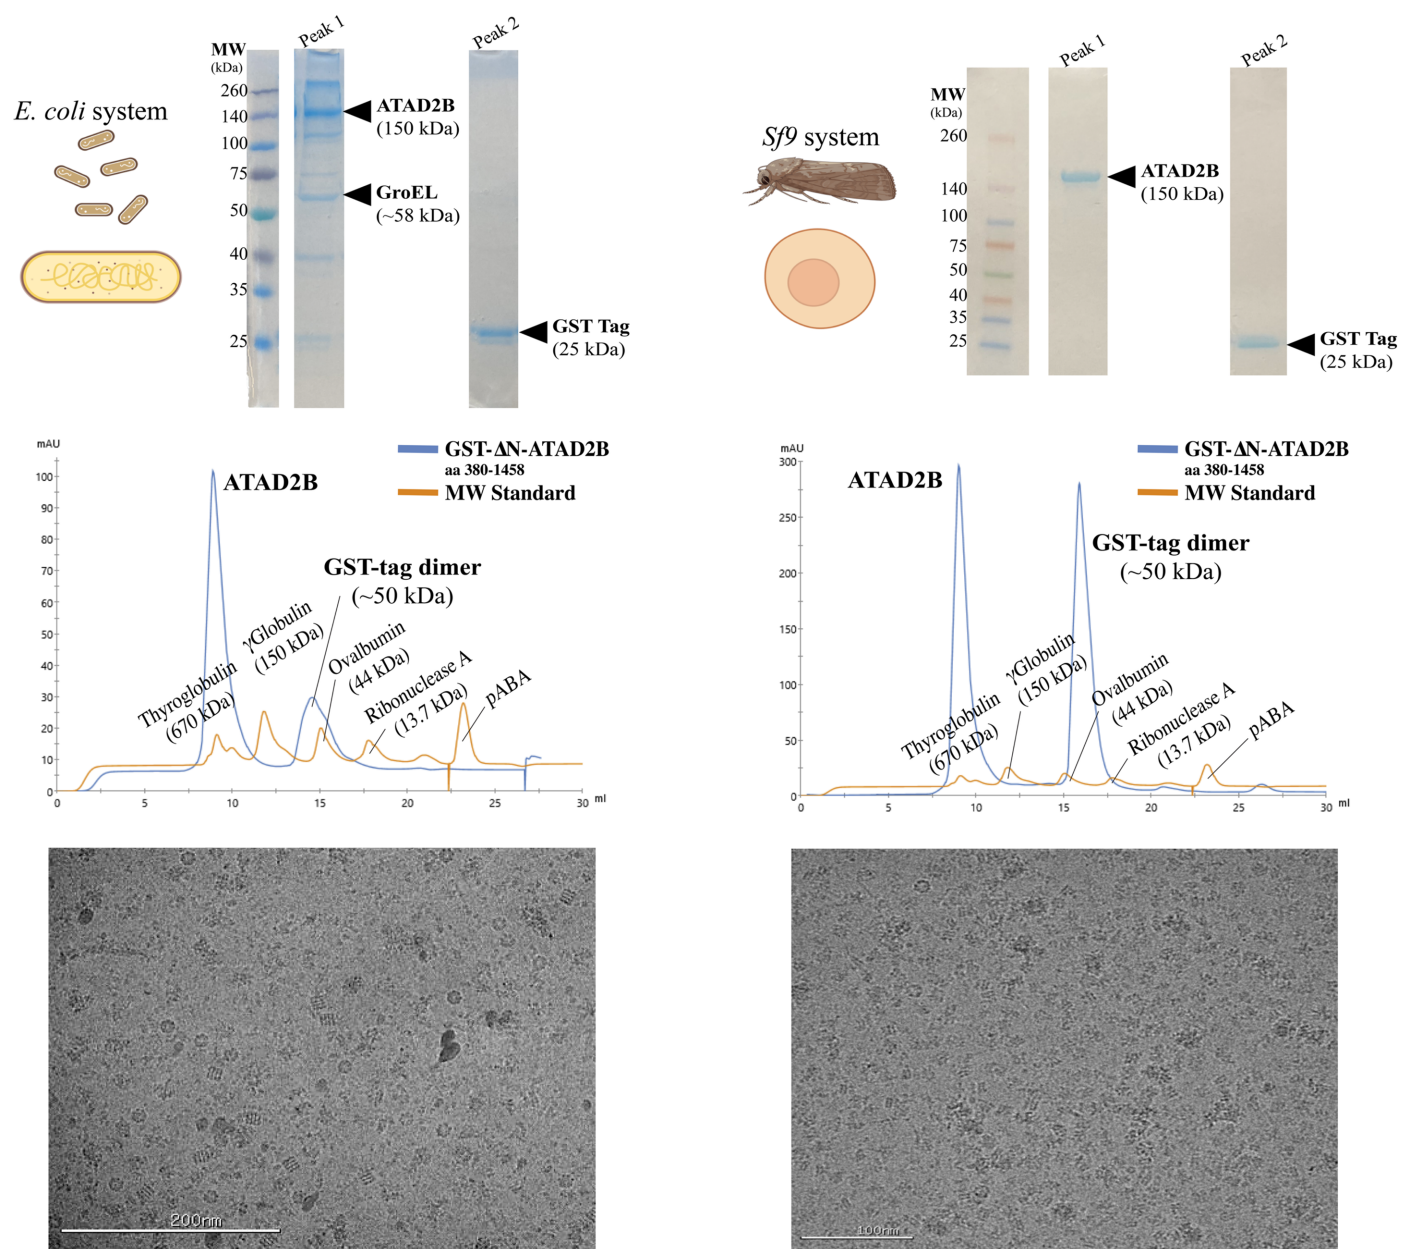 Peak 1
Peak 2
MW
(kDa)
260
140
100
75
50
40
35
25
E. coli system
ATAD2B
(150 kDa)
GroEL
(~58 kDa)
GST Tag
(25 kDa)
Peak 1
Peak 2
MW
(kDa)
260
140
100
75
50
40
35
25
Sf9 system
ATAD2B
(150 kDa)
GST Tag
(25 kDa)
mAU
100
90
80
70
60
50
40
30
20
10
0
0
5
10
15
20
25
30
ml
GST-ΔN-ATAD2B
aa 380-1458
MW Standard
ATAD2B
GST-tag dimer
(~50 kDa)
Thyroglobulin
(670 kDa)
γGlobulin
(150 kDa)
Ovalbumin
(44 kDa)
Ribonuclease A
(13.7 kDa)
pABA
mAU
300
250
200
150
100
50
0
0
5
10
15
20
25
30
ml
GST-ΔN-ATAD2B
aa 380-1458
MW Standard
ATAD2B
GST-tag dimer
(~50 kDa)
Thyroglobulin
(670 kDa)
γGlobulin
(150 kDa)
Ovalbumin
(44 kDa)
Ribonuclease A
(13.7 kDa)
pABA
200nm
100nm